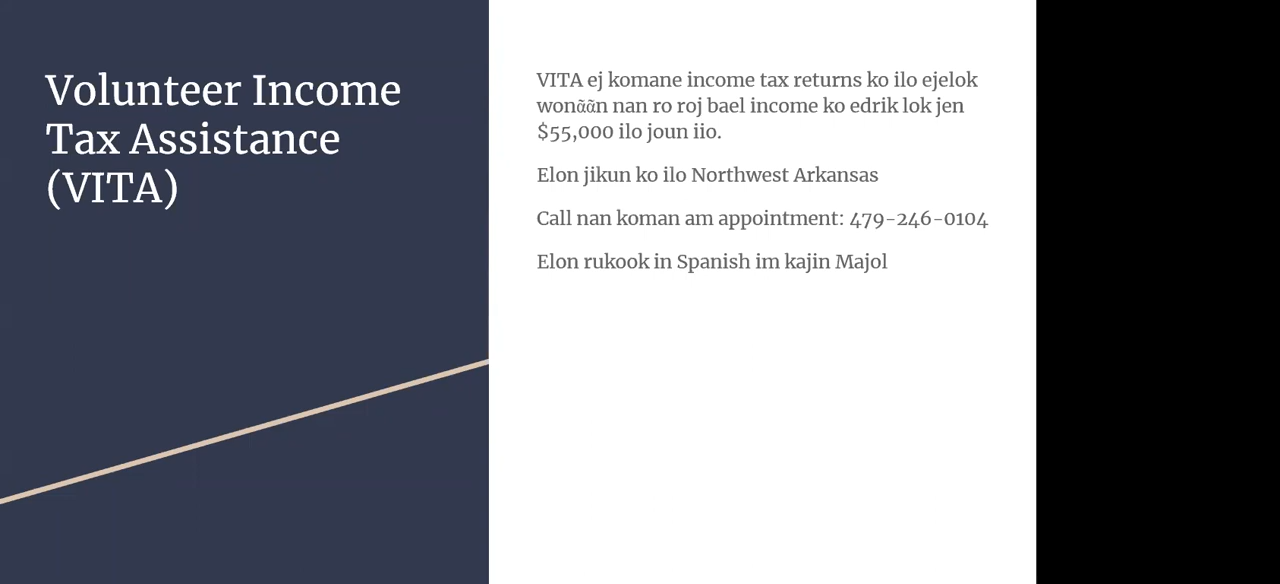 Volunteer Income
Tax Assistance
(VITA)
VITA ej komane income tax returns ko ilo ejelok
wonããn nan ro roj bael income ko edrik lok jen
$55,000 ilo joun iio.
Elon jikun ko ilo Northwest Arkansas
Call nan koman am appointment: 479-246-0104
Elon rukook in Spanish im kajin Majol